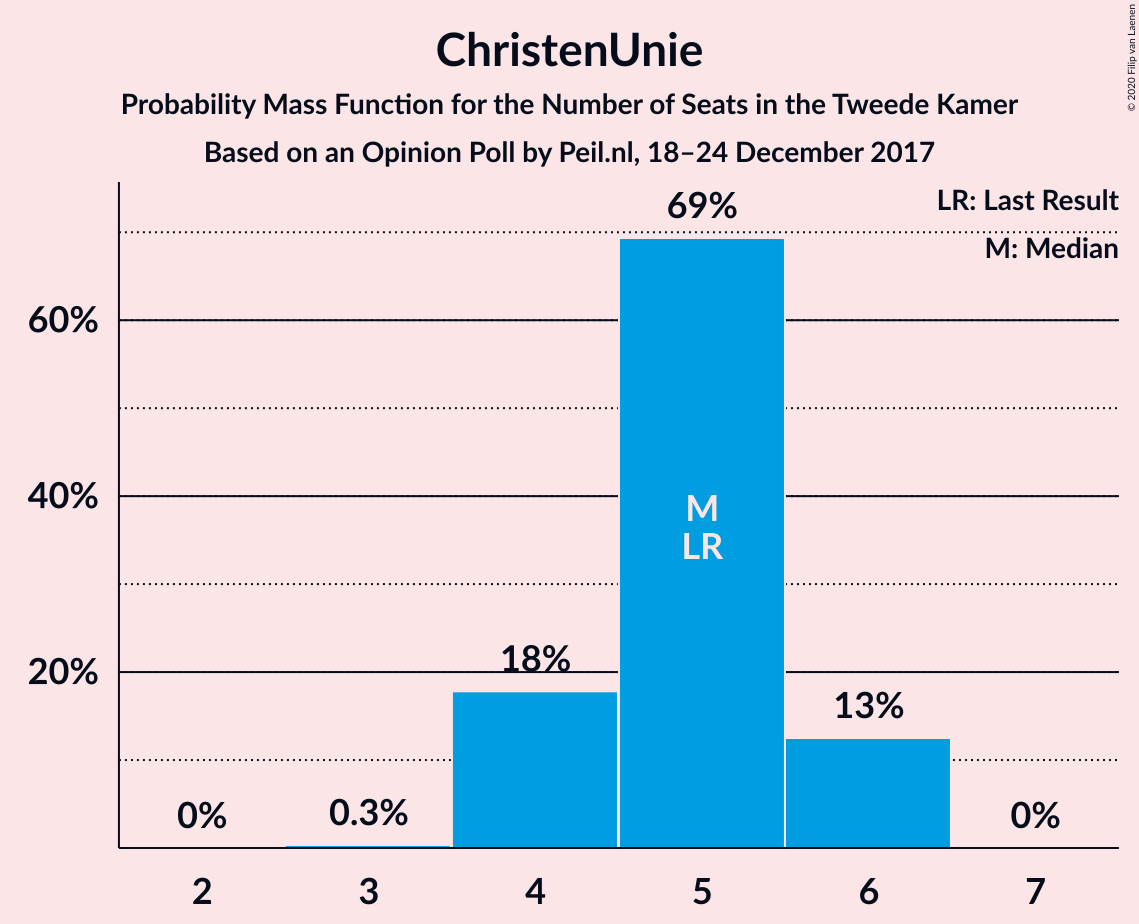 ChristenUnie
Probability Mass Function for the Number of Seats in the Tweede Kamer
Based on an Opinion Poll by Peil.nl, 18–24 December 2017
© 2020 Filip van Laenen
LR: Last Result
M: Median
60%
40%
20%
0%
0.3%
18%
69%
M
LR
13%
0%
2
3
4
5
6
7